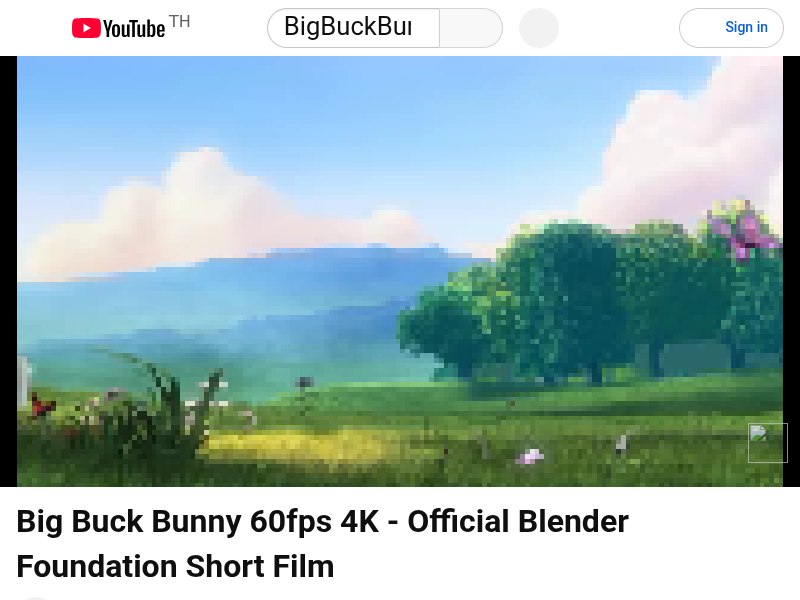 YouTube TH
BigBuckBu
Sign in
Big Buck Bunny 60fps 4K - Official Blender
Foundation Short Film